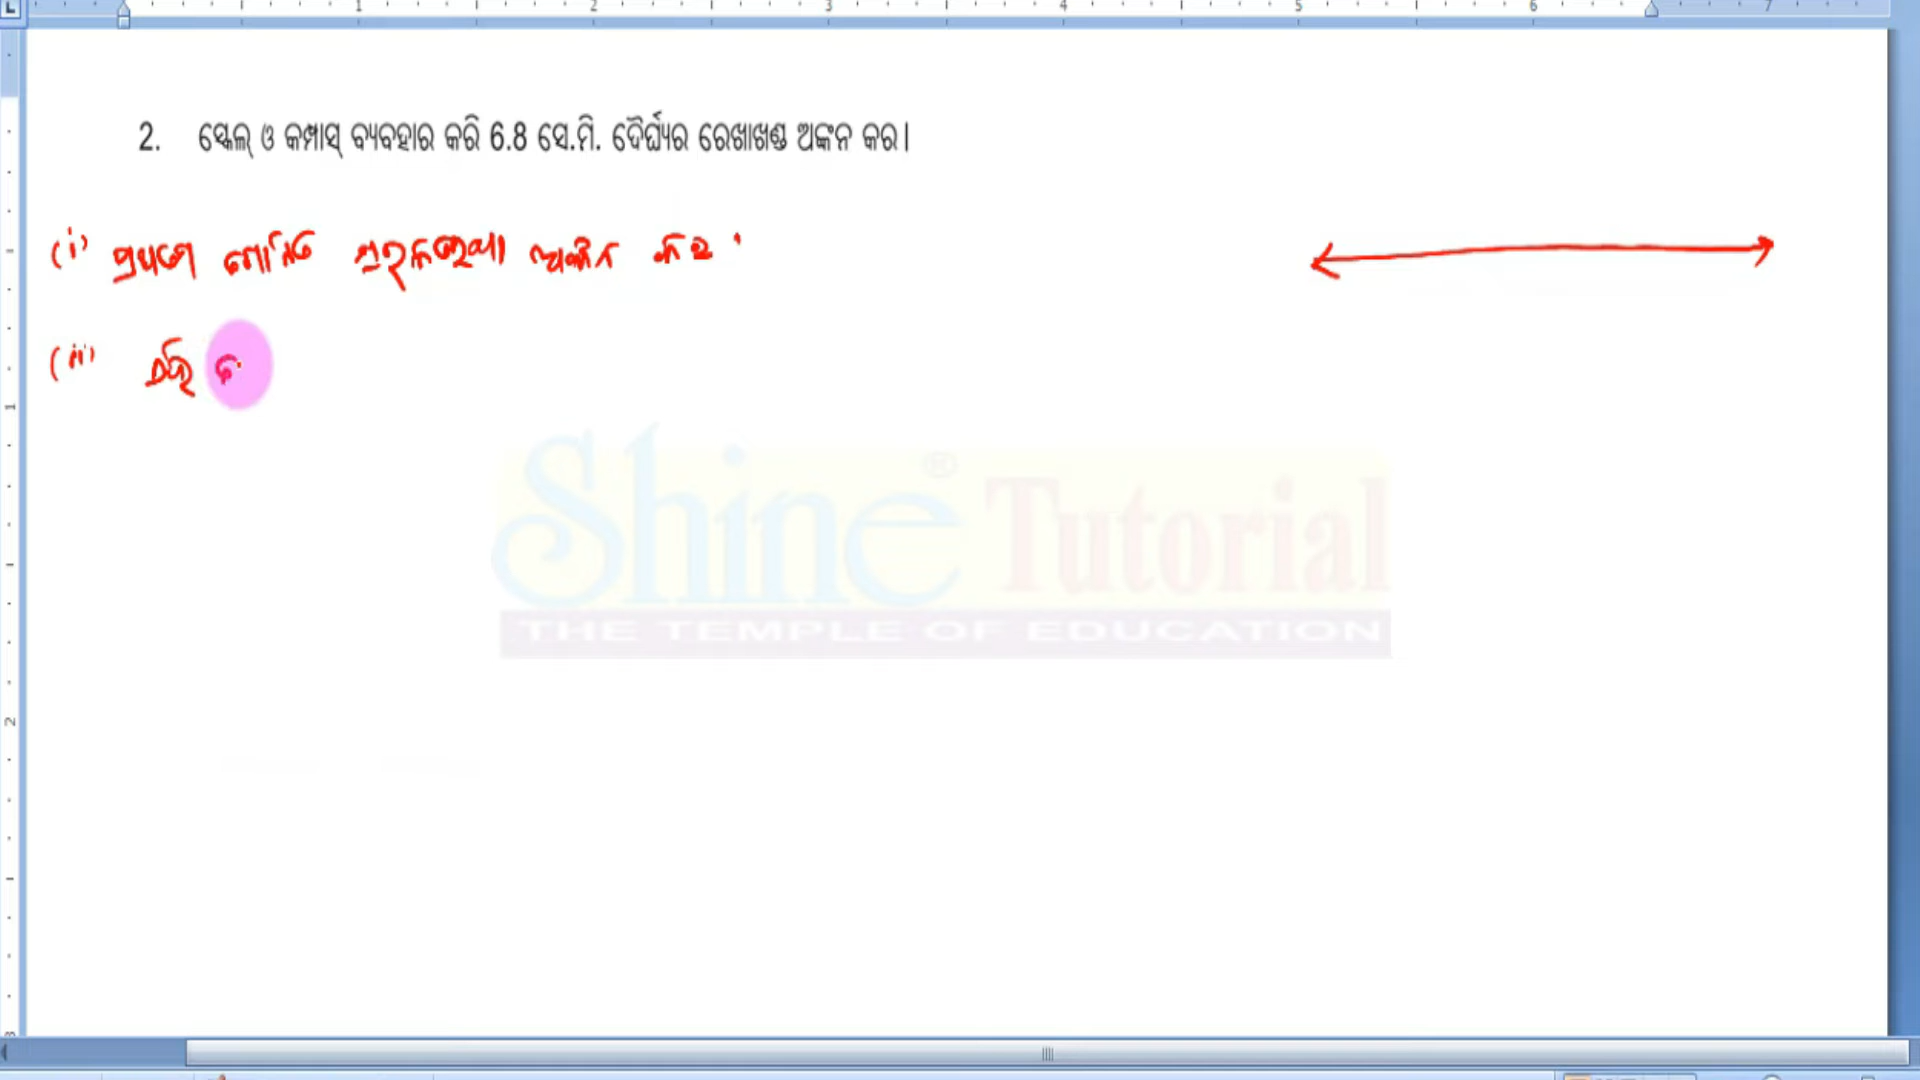 2. ସ୍କେଲ୍ ଓ କମ୍ପାସ୍ ବ୍ୟବହାର କରି 6.8 ସେ.ମି. ଦୈର୍ଘ୍ୟର ରେଖାଖଣ୍ଡ ଅଙ୍କନ କର।
(i) ପ୍ରଥମେ ଗୋଟିଏ ସରଳରେଖା ଅଙ୍କନ କର
(ii)
Shine Tutorial
THE TEMPLE OF EDUCATION